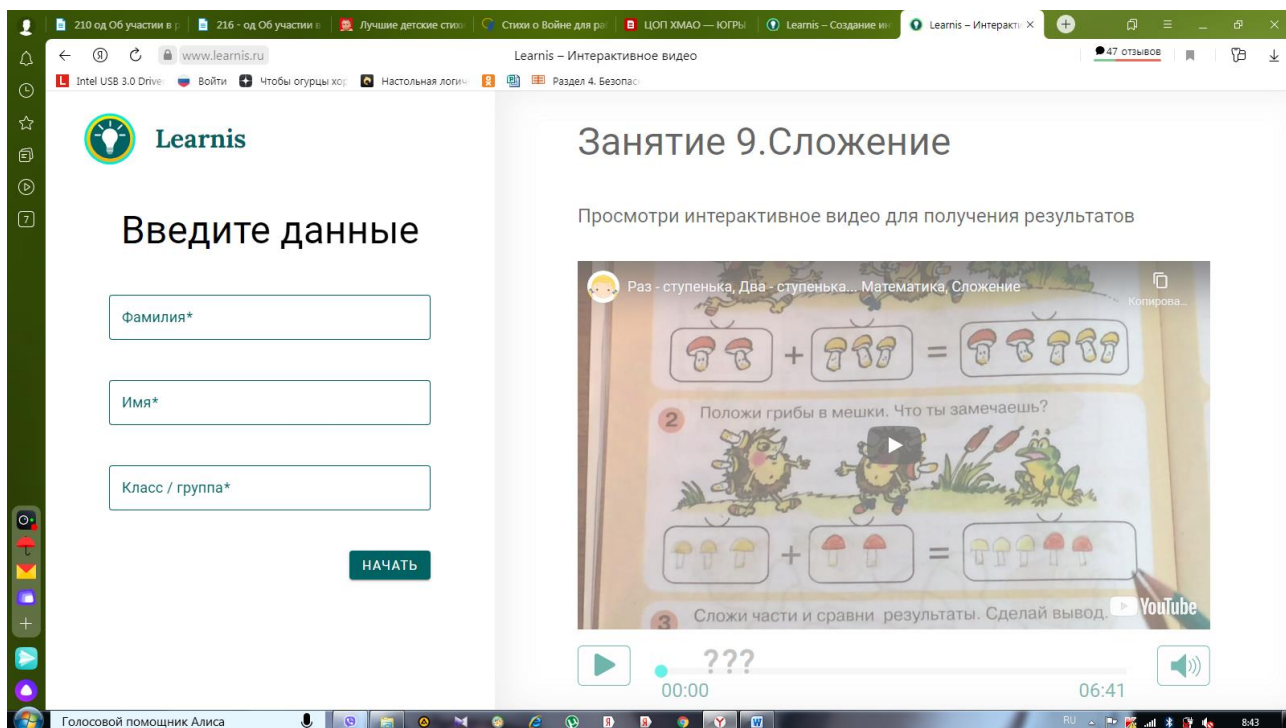 210 од Об участии в р
216 - од Об участии в
Лучшие детские стихи
Стихи о Войне для ра
ЦОП ХМАО — ЮГРЫ
Learnis – Создание ин
Learnis – Интеракти
www.learnis.ru
Learnis – Интерактивное видео
47 отзывов
Intel USB 3.0 Drive
Войти
Чтобы огурцы хор
Настольная логич
Раздел 4. Безопас
7
Learnis
Введите данные
Фамилия*
Имя*
Класс / группа*
НАЧАТЬ
Занятие 9.Сложение
Просмотри интерактивное видео для получения результатов
Раз - ступенька, Два - ступенька... Математика, Сложение
Копирова...
+ =
2 Положи грибы в мешки. Что ты замечаешь?
+ =
3 Сложи части и сравни результаты. Сделай вывод.
YouTube
???
00:00
06:41
Голосовой помощник Алиса
RU
8:43